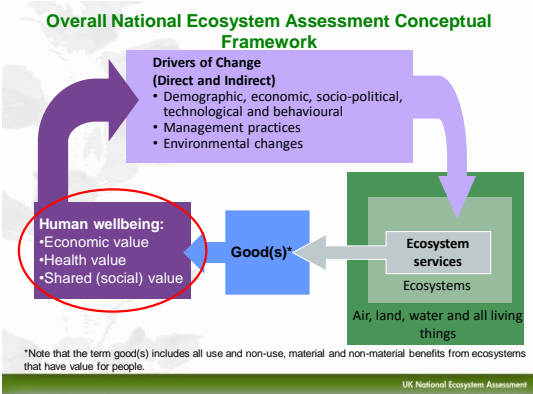 Overall National Ecosystem Assessment Conceptual
Framework
Drivers of Change
(Direct and Indirect)
• Demographic, economic, socio-political,
technological and behavioural
• Management practices
• Environmental changes
Human wellbeing:
•Economic value
•Health value
•Shared (social) value
Good(s)*
Ecosystem
services
Ecosystems
Air, land, water and all living
things
*Note that the term good(s) includes all use and non-use, material and non-material benefits from ecosystems
that have value for people.
UK National Ecosystem Assessment